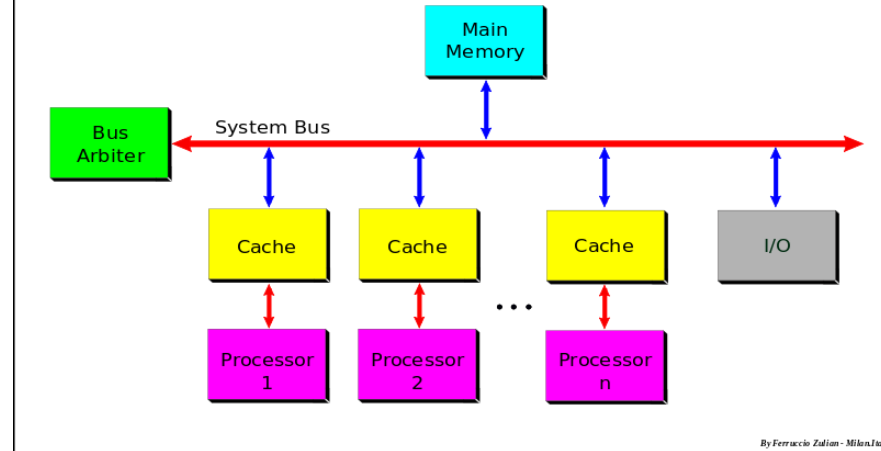 Main
Memory
Bus
Arbiter
System Bus
Cache
Cache
Cache
I/O
...
Processor
1
Processor
2
Processor
n
By Ferruccio Zulian - Milan.Ita